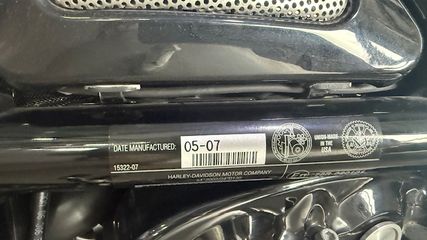 DATE MANUFACTURED: 05-07
15322-07
HARLEY-DAVIDSON MOTOR COMPANY
UNION-MADE
IN THE
USA